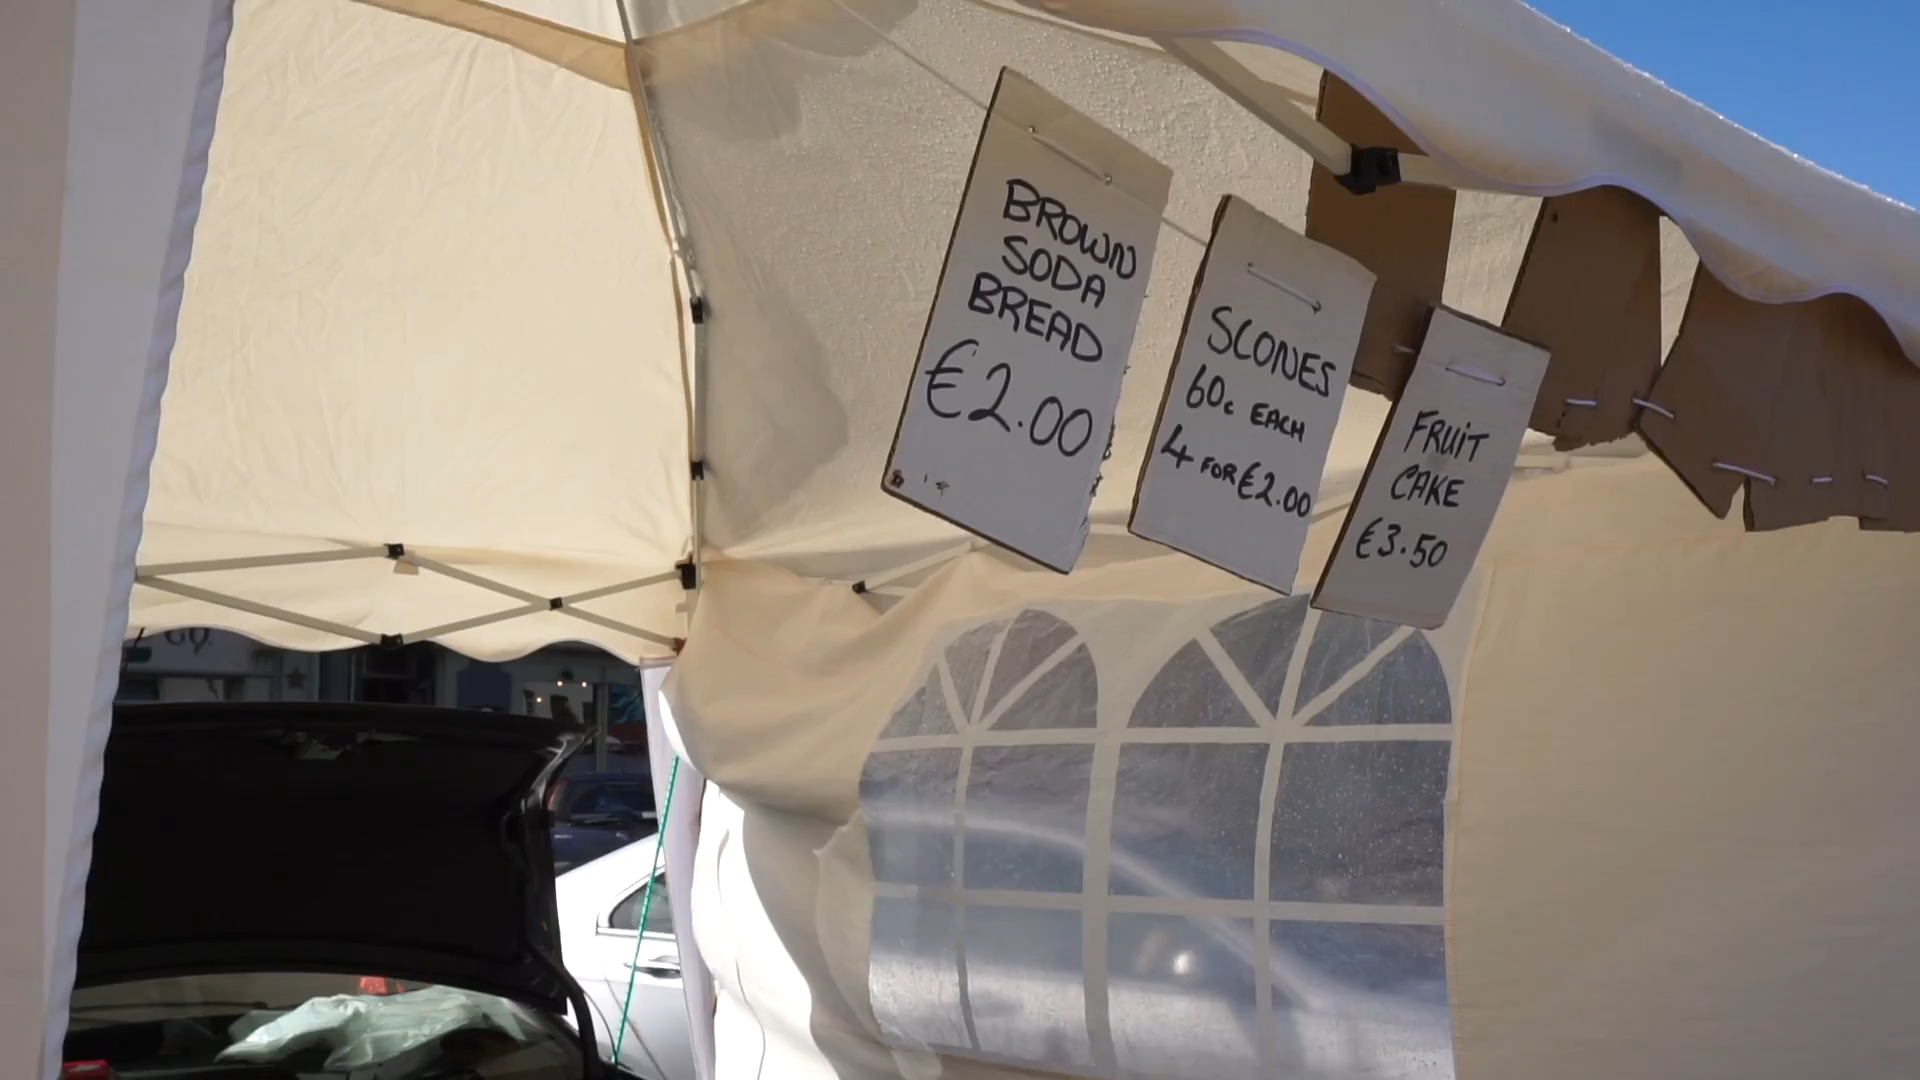 BROWN
SODA
BREAD
€2.00
SCONES
60c EACH
4 FOR €2.00
FRUiT
CAKE
€3.50